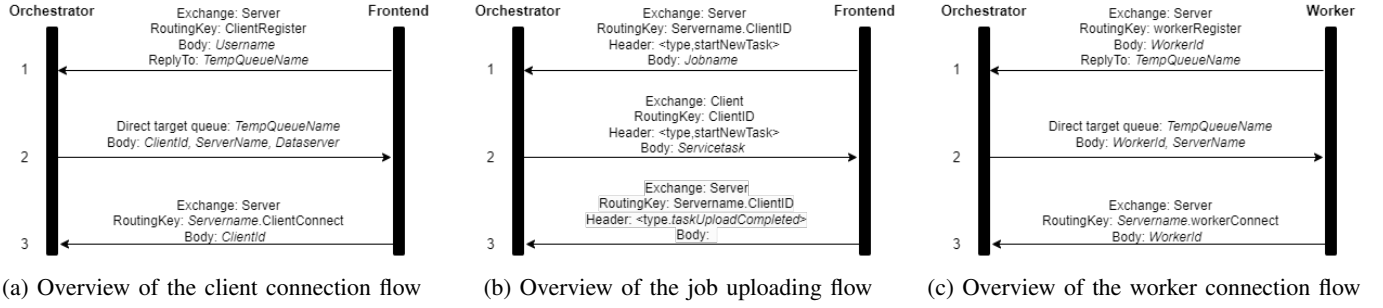 Orchestrator
Frontend
Exchange: Server
RoutingKey: ClientRegister
Body: Username
ReplyTo: TempQueueName
1
Direct target queue: TempQueueName
Body: ClientId, ServerName, Dataserver
2
Exchange: Server
RoutingKey: Servername.ClientConnect
Body: ClientId
3
(a) Overview of the client connection flow
Orchestrator
Frontend
Exchange: Server
RoutingKey: Servername.ClientID
Header: <type,startNewTask>
Body: Jobname
1
Exchange: Client
RoutingKey: ClientID
Header: <type,startNewTask>
Body: Servicetask
2
Exchange: Server
RoutingKey: Servername.ClientID
Header: <type.taskUploadCompleted>
Body:
3
(b) Overview of the job uploading flow
Orchestrator
Worker
Exchange: Server
RoutingKey: workerRegister
Body: WorkerId
ReplyTo: TempQueueName
1
Direct target queue: TempQueueName
Body: WorkerId, ServerName
2
Exchange: Server
RoutingKey: Servername.workerConnect
Body: WorkerId
3
(c) Overview of the worker connection flow